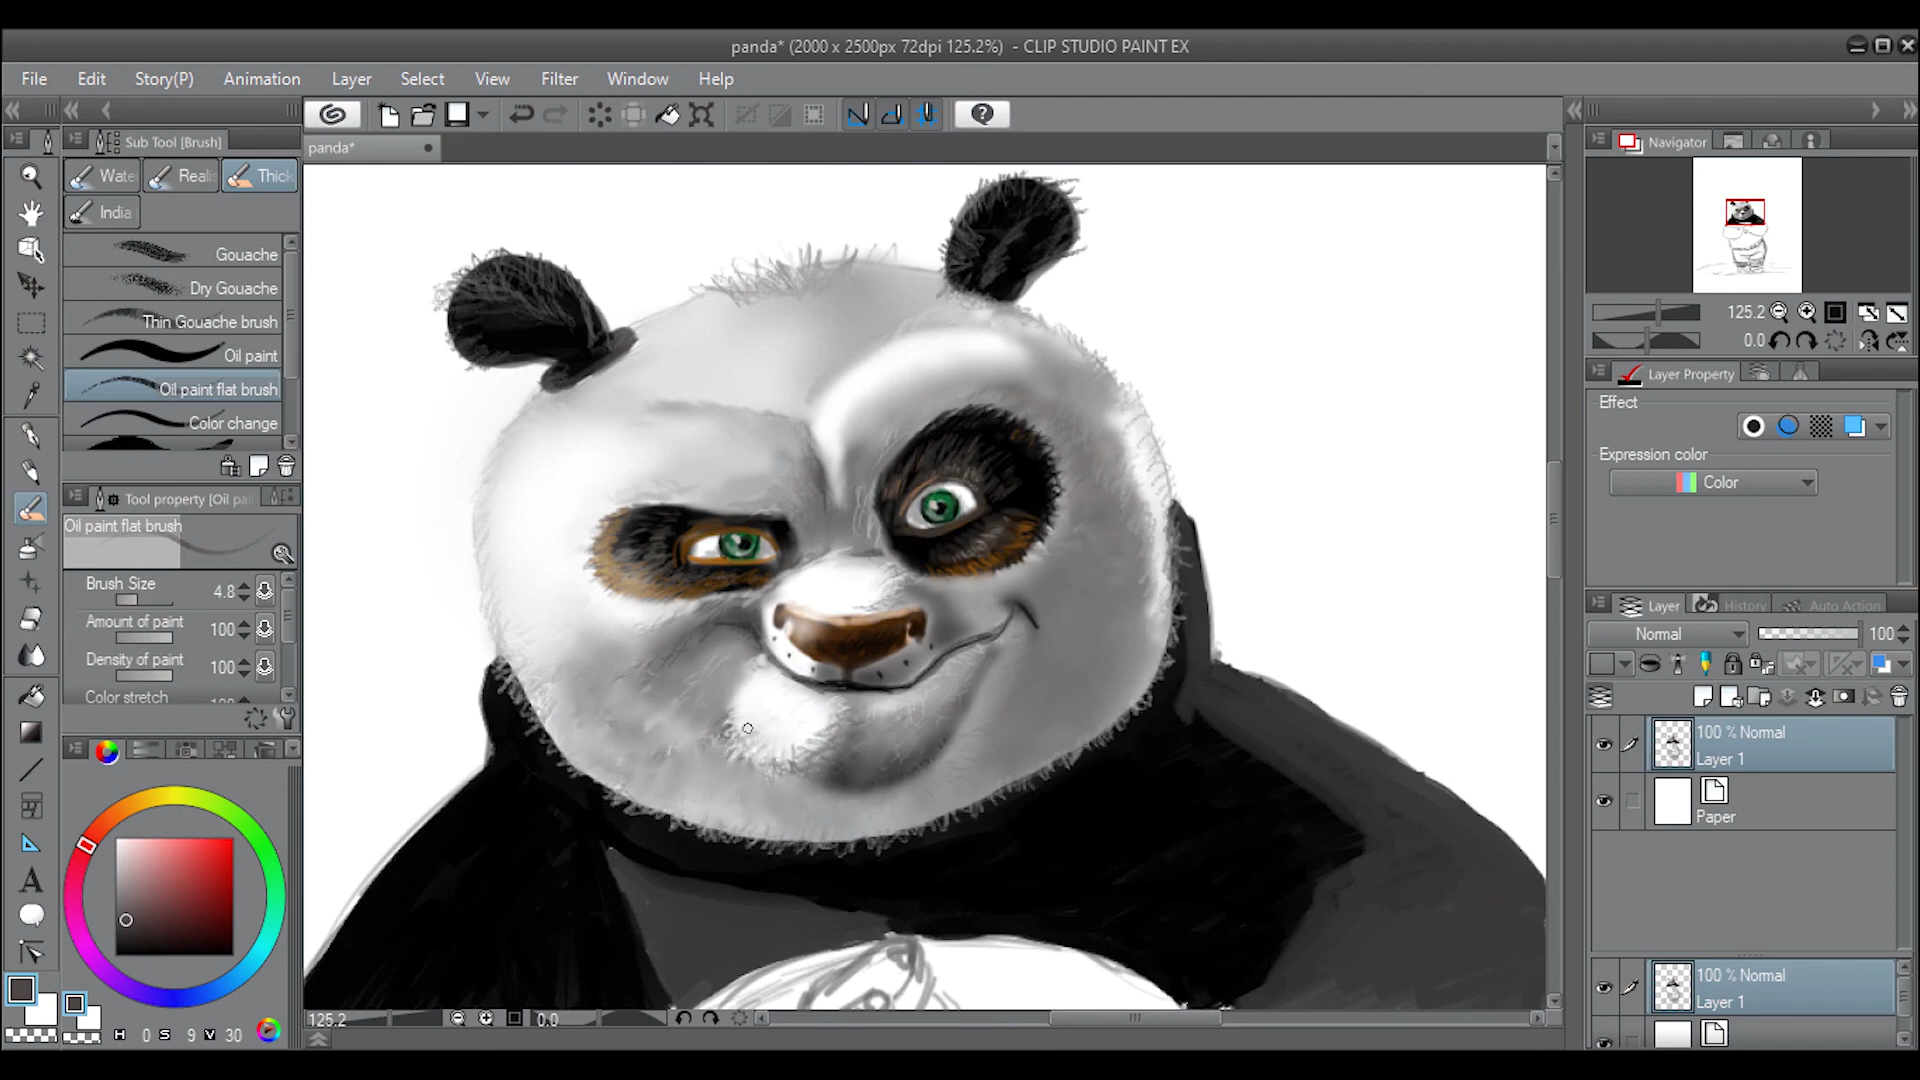 panda* (2000 x 2500px 72dpi 125.2%) - CLIP STUDIO PAINT EX
File Edit Story(P) Animation Layer Select View Filter Window Help
Sub Tool [Brush]
panda*
Navigator
Wate Realis Thick
India
Gouache
Dry Gouache
Thin Gouache brush
Oil paint
Oil paint flat brush
Color change
Tool property [Oil pai
Oil paint flat brush
Brush Size 4.8
Amount of paint 100
Density of paint 100
Color stretch
H 0 S 9 V 30
125.2 0.0
125.2
0.0
Layer Property
Effect
Expression color
Color
Layer History Auto Action
Normal 100
100 % Normal
Layer 1
Paper
100 % Normal
Layer 1